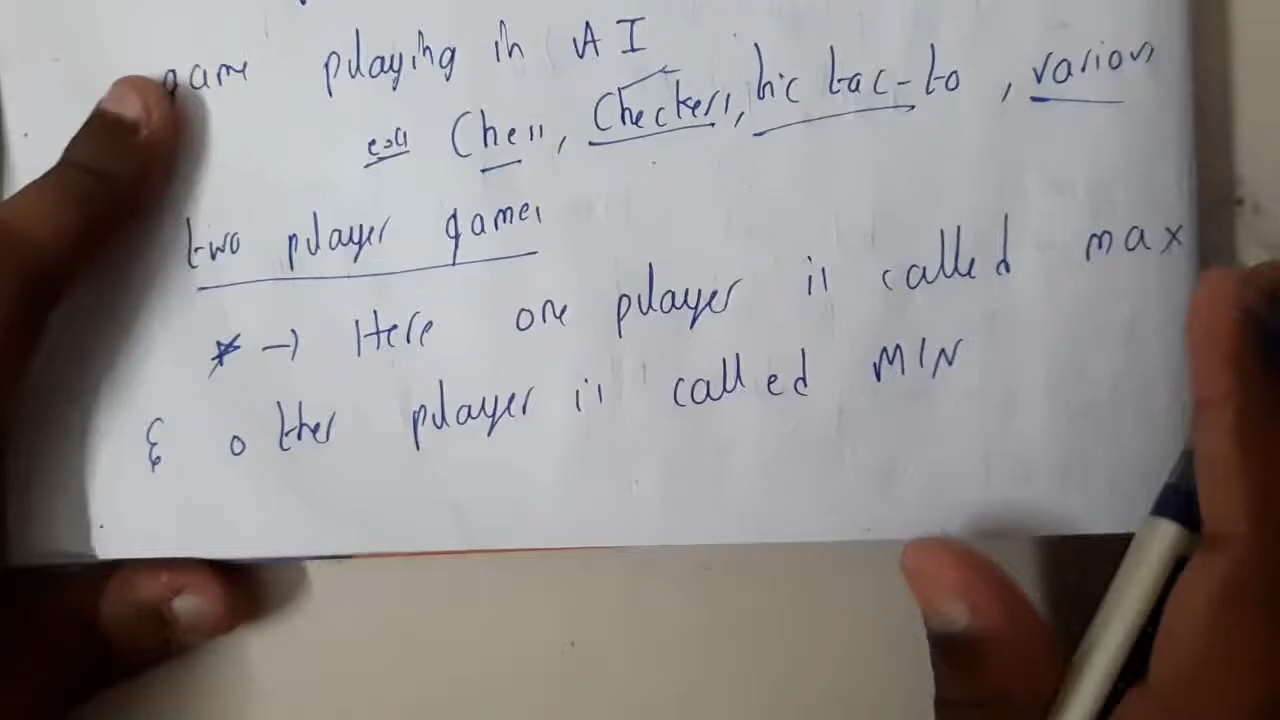 game playing in AI
Chess, Checkers, tic tac-to, various
two player games
* → Here one player is called max
& other player is called MIN